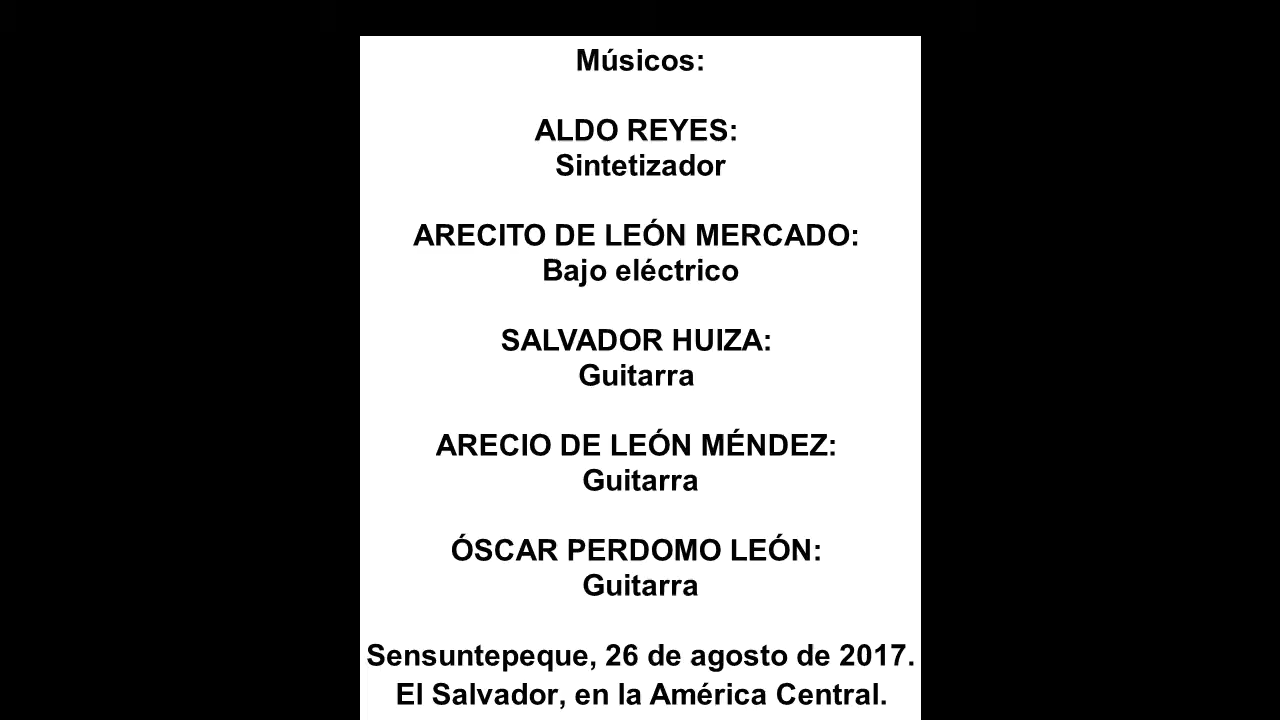 Músicos:
ALDO REYES:
Sintetizador
ARECITO DE LEÓN MERCADO:
Bajo eléctrico
SALVADOR HUIZA:
Guitarra
ARECIO DE LEÓN MÉNDEZ:
Guitarra
ÓSCAR PERDOMO LEÓN:
Guitarra
Sensuntepeque, 26 de agosto de 2017.
El Salvador, en la América Central.